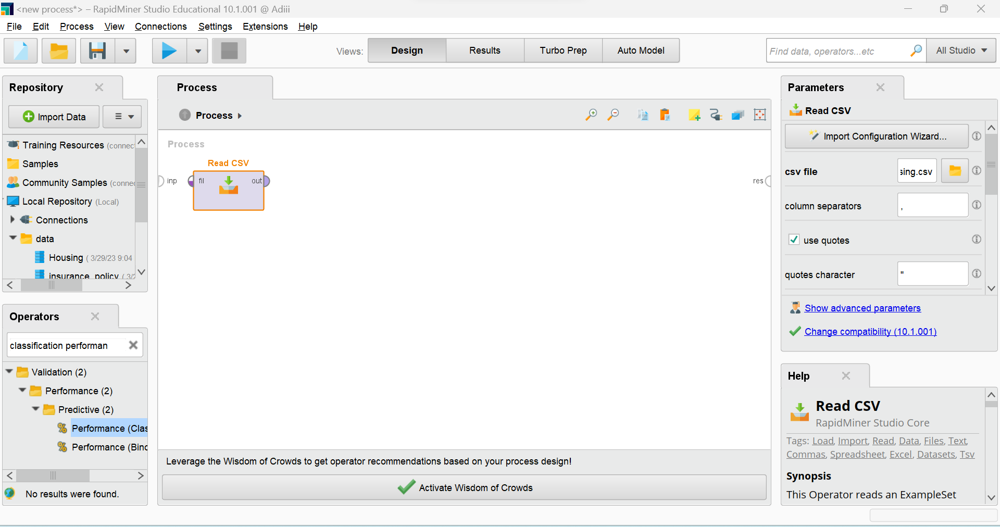 <new process*> – RapidMiner Studio Educational 10.1.001 @ Adiii
File Edit Process View Connections Settings Extensions Help
Views: Design Results Turbo Prep Auto Model
Find data, operators...etc
All Studio
Repository
Import Data
Training Resources (connec
Samples
Community Samples (conne
Local Repository (Local)
Connections
data
Housing ( 3/29/23 9:04
insurance_policy ( 3/2
Operators
classification performan
Validation (2)
Performance (2)
Predictive (2)
Performance (Clas
Performance (Bino
No results were found.
Process
Process
Process
Read CSV
inp
fil
out
res
Leverage the Wisdom of Crowds to get operator recommendations based on your process design!
Activate Wisdom of Crowds
Parameters
Read CSV
Import Configuration Wizard...
csv file
sing.csv
column separators
,
use quotes
quotes character
"
Show advanced parameters
Change compatibility (10.1.001)
Help
Read CSV
RapidMiner Studio Core
Tags: Load, Import, Read, Data, Files, Text,
Commas, Spreadsheet, Excel, Datasets, Tsv
Synopsis
This Operator reads an ExampleSet